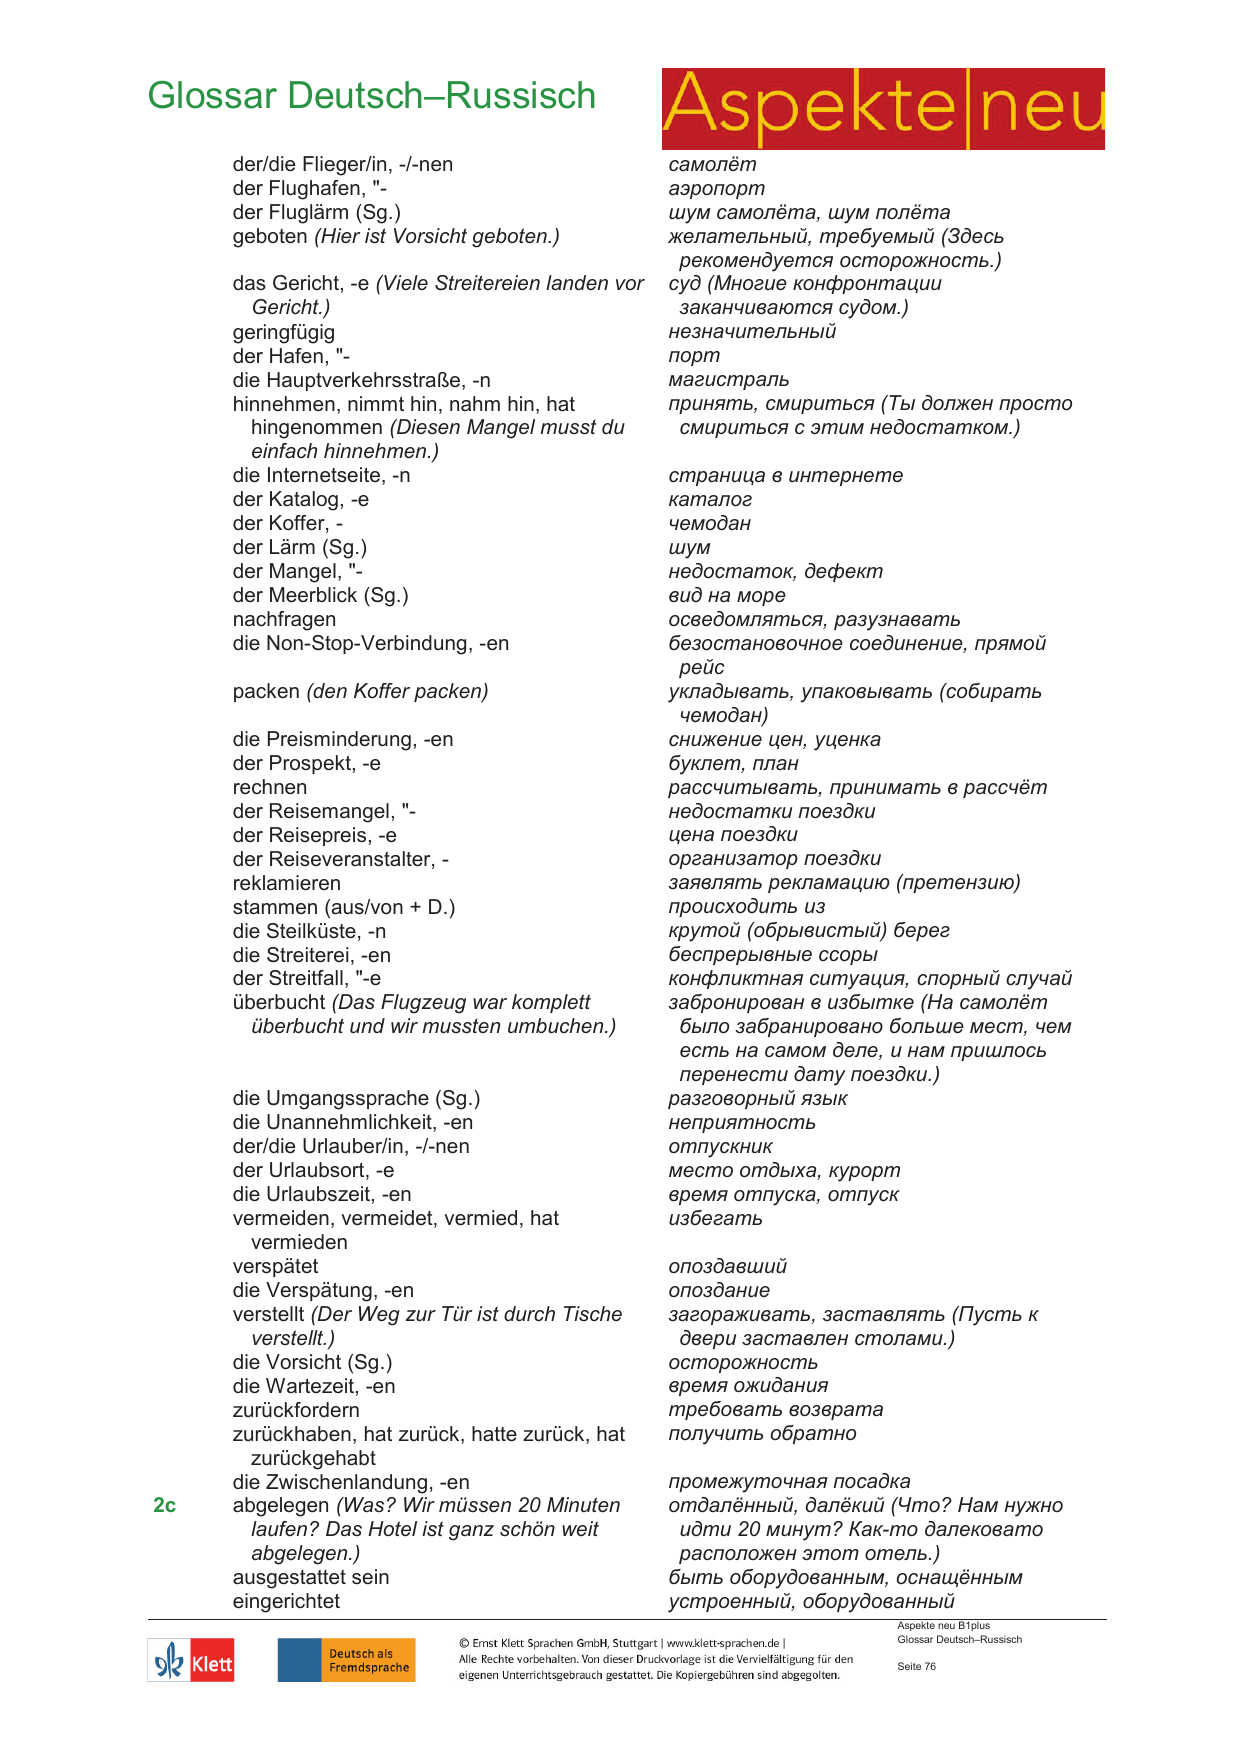 Glossar Deutsch–Russisch
Aspekte|neu
der/die Flieger/in, -/-nen самолёт
der Flughafen, "- аэропорт
der Fluglärm (Sg.) шум самолёта, шум полёта
geboten (Hier ist Vorsicht geboten.) желательный, требуемый (Здесь
рекомендуется осторожность.)
das Gericht, -e (Viele Streitereien landen vor суд (Многие конфронтации
Gericht.) заканчиваются судом.)
geringfügig незначительный
der Hafen, "- порт
die Hauptverkehrsstraße, -n магистраль
hinnehmen, nimmt hin, nahm hin, hat принять, смириться (Ты должен просто
hingenommen (Diesen Mangel musst du смириться с этим недостатком.)
einfach hinnehmen.)
die Internetseite, -n страница в интернете
der Katalog, -e каталог
der Koffer, - чемодан
der Lärm (Sg.) шум
der Mangel, "- недостаток, дефект
der Meerblick (Sg.) вид на море
nachfragen осведомляться, разузнавать
die Non-Stop-Verbindung, -en безостановочное соединение, прямой
рейс
packen (den Koffer packen) укладывать, упаковывать (собирать
чемодан)
die Preisminderung, -en снижение цен, уценка
der Prospekt, -e буклет, план
rechnen рассчитывать, принимать в рассчёт
der Reisemangel, "- недостатки поездки
der Reisepreis, -e цена поездки
der Reiseveranstalter, - организатор поездки
reklamieren заявлять рекламацию (претензию)
stammen (aus/von + D.) происходить из
die Steilküste, -n крутой (обрывистый) берег
die Streiterei, -en беспрерывные ссоры
der Streitfall, "-e конфликтная ситуация, спорный случай
überbucht (Das Flugzeug war komplett забронирован в избытке (На самолёт
überbucht und wir mussten umbuchen.) было забранировано больше мест, чем
есть на самом деле, и нам пришлось
перенести дату поездки.)
die Umgangssprache (Sg.) разговорный язык
die Unannehmlichkeit, -en неприятность
der/die Urlauber/in, -/-nen отпускник
der Urlaubsort, -e место отдыха, курорт
die Urlaubszeit, -en время отпуска, отпуск
vermeiden, vermeidet, vermied, hat избегать
vermieden
verspätet опоздавший
die Verspätung, -en опоздание
verstellt (Der Weg zur Tür ist durch Tische загораживать, заставлять (Пусть к
verstellt.) двери заставлен столами.)
die Vorsicht (Sg.) осторожность
die Wartezeit, -en время ожидания
zurückfordern требовать возврата
zurückhaben, hat zurück, hatte zurück, hat получить обратно
zurückgehabt
die Zwischenlandung, -en промежуточная посадка
2c abgelegen (Was? Wir müssen 20 Minuten отдалённый, далёкий (Что? Нам нужно
laufen? Das Hotel ist ganz schön weit идти 20 минут? Как-то далековато
abgelegen.) расположен этот отель.)
ausgestattet sein быть оборудованным, оснащённым
eingerichtet устроенный, оборудованный
Klett
Deutsch als
Fremdsprache
© Ernst Klett Sprachen GmbH, Stuttgart | www.klett-sprachen.de |
Alle Rechte vorbehalten. Von dieser Druckvorlage ist die Vervielfältigung für den
eigenen Unterrichtsgebrauch gestattet. Die Kopiergebühren sind abgegolten.
Aspekte neu B1plus
Glossar Deutsch–Russisch
Seite 76